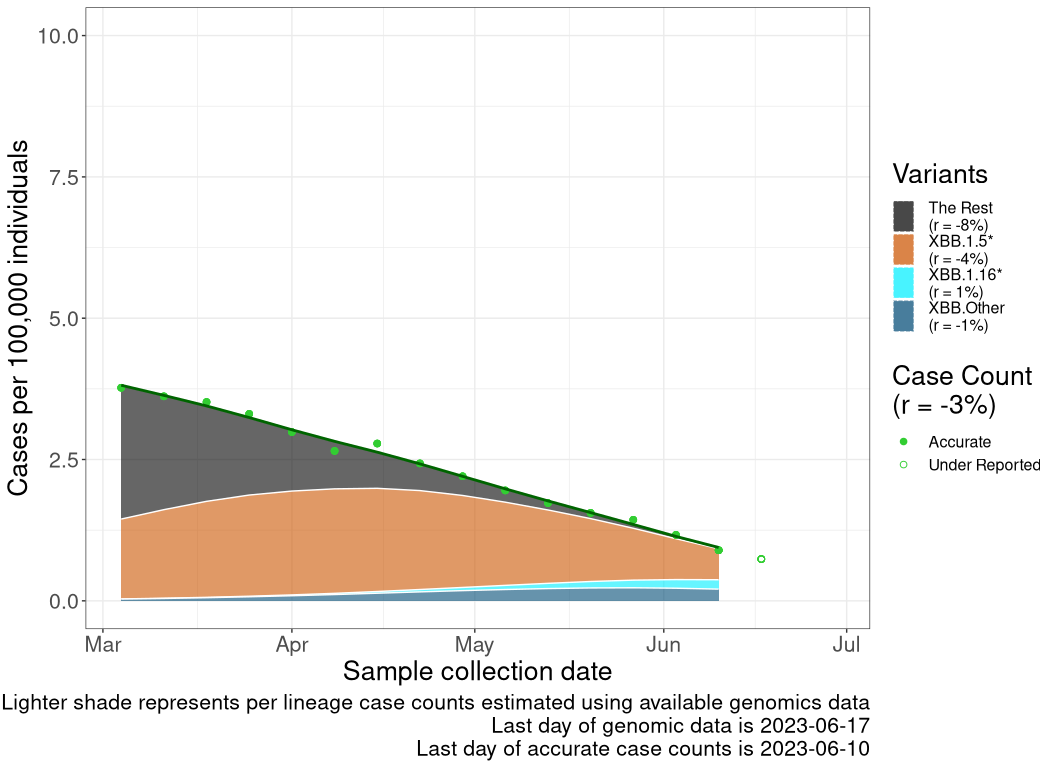 10.0
7.5
5.0
2.5
0.0
Cases per 100,000 individuals
Mar Apr May Jun Jul
Sample collection date
Variants
The Rest
(r = -8%)
XBB.1.5*
(r = -4%)
XBB.1.16*
(r = 1%)
XBB.Other
(r = -1%)
Case Count
(r = -3%)
Accurate
Under Reported
Lighter shade represents per lineage case counts estimated using available genomics data
Last day of genomic data is 2023-06-17
Last day of accurate case counts is 2023-06-10